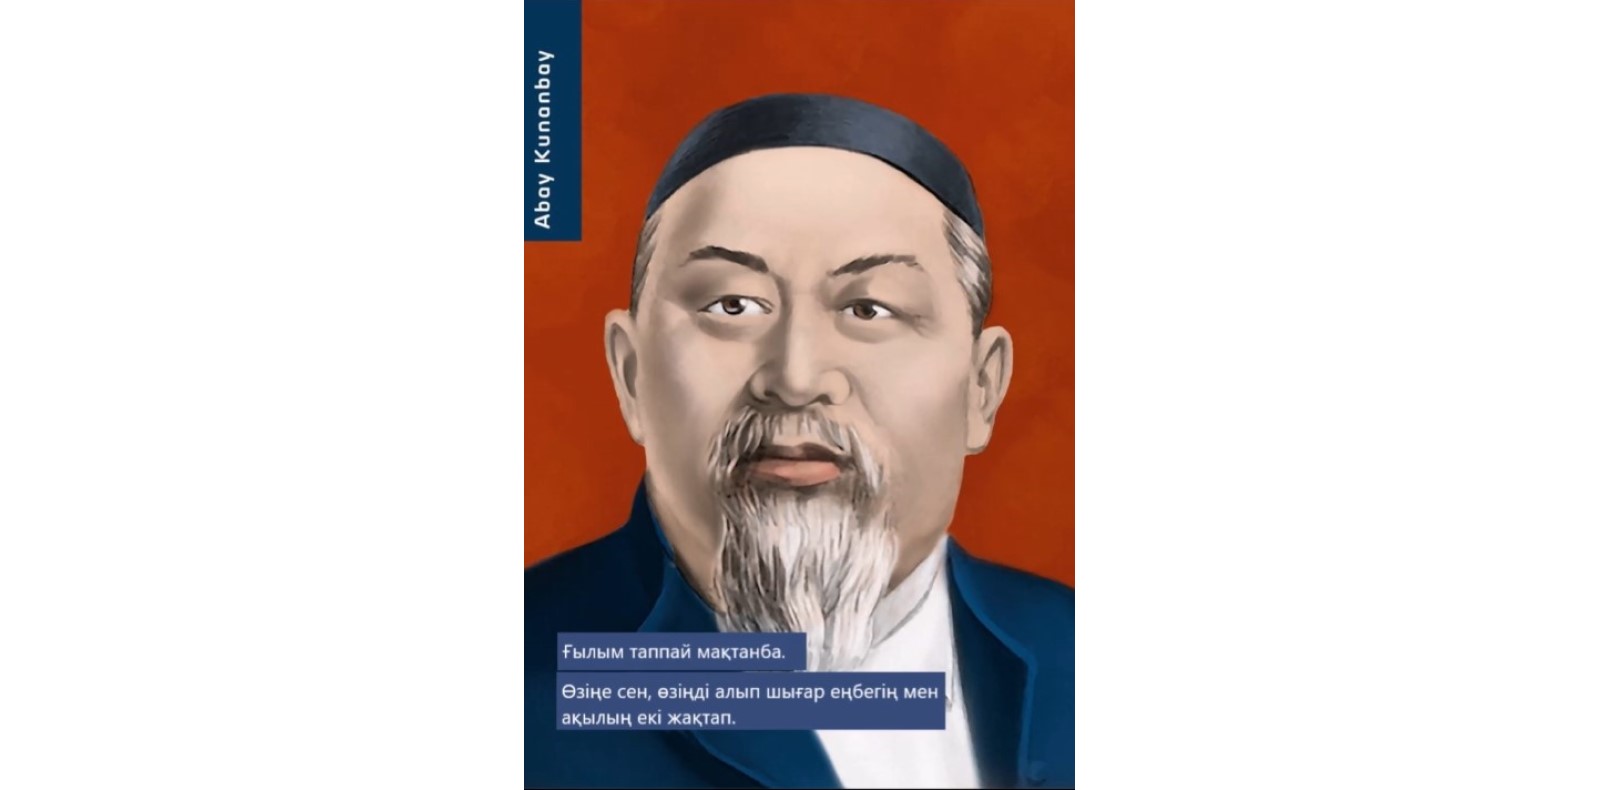 Abay Kunanbay
Ғылым таппай мақтанба.
Өзіңе сен, өзіңді алып шығар еңбегің мен
ақылың екі жақтап.